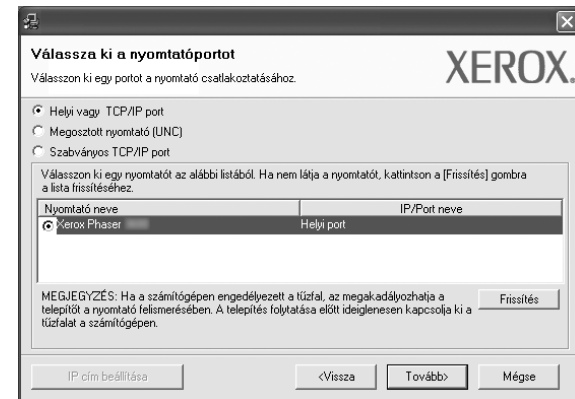 Válassza ki a nyomtatóportot
Válasszon ki egy portot a nyomtató csatlakoztatásához.
XEROX.
Helyi vagy TCP/IP port
Megosztott nyomtató (UNC)
Szabványos TCP/IP port
Válasszon ki egy nyomtatót az alábbi listából. Ha nem látja a nyomtatót, kattintson a [Frissítés] gombra
a lista frissítéséhez.
Nyomtató neve IP/Port neve
Xerox Phaser Helyi port
MEGJEGYZÉS: Ha a számítógépen engedélyezett a tűzfal, az megakadályozhatja a
telepítőt a nyomtató felismerésében. A telepítés folytatása előtt ideiglenesen kapcsolja ki a
tűzfalat a számítógépen.
Frissítés
IP cím beállítása <Vissza Tovább> Mégse